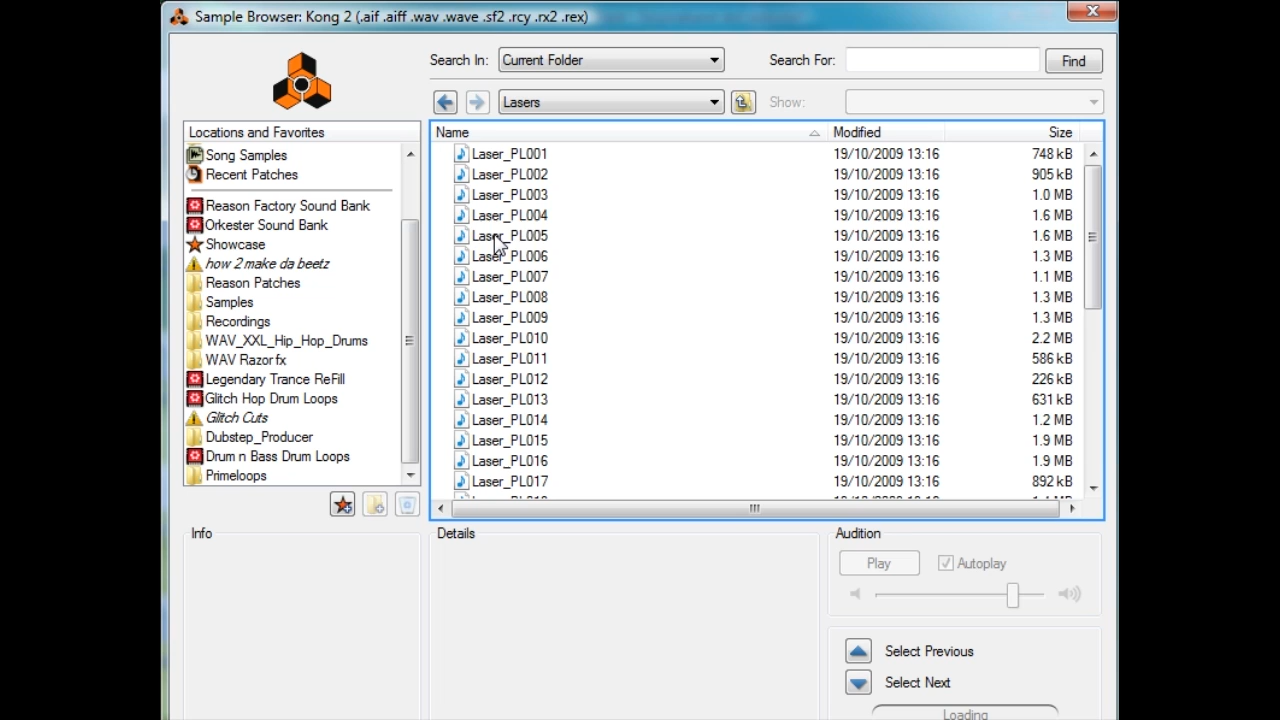 Sample Browser: Kong 2 (.aif .aiff .wav .wave .sf2 .rcy .rx2 .rex)
Search In: Current Folder Search For: Find
Lasers Show:
Locations and Favorites
Song Samples
Recent Patches
Reason Factory Sound Bank
Orkester Sound Bank
Showcase
how 2 make da beetz
Reason Patches
Samples
Recordings
WAV_XXL_Hip_Hop_Drums
WAV Razor fx
Legendary Trance ReFill
Glitch Hop Drum Loops
Glitch Cuts
Dubstep_Producer
Drum n Bass Drum Loops
Primeloops
Name Modified Size
Laser_PL001 19/10/2009 13:16 748 kB
Laser_PL002 19/10/2009 13:16 905 kB
Laser_PL003 19/10/2009 13:16 1.0 MB
Laser_PL004 19/10/2009 13:16 1.6 MB
Laser_PL005 19/10/2009 13:16 1.6 MB
Laser_PL006 19/10/2009 13:16 1.3 MB
Laser_PL007 19/10/2009 13:16 1.1 MB
Laser_PL008 19/10/2009 13:16 1.3 MB
Laser_PL009 19/10/2009 13:16 1.3 MB
Laser_PL010 19/10/2009 13:16 2.2 MB
Laser_PL011 19/10/2009 13:16 586 kB
Laser_PL012 19/10/2009 13:16 226 kB
Laser_PL013 19/10/2009 13:16 631 kB
Laser_PL014 19/10/2009 13:16 1.2 MB
Laser_PL015 19/10/2009 13:16 1.9 MB
Laser_PL016 19/10/2009 13:16 1.9 MB
Laser_PL017 19/10/2009 13:16 892 kB
Info
Details
Audition
Play Autoplay
Select Previous
Select Next
Loading